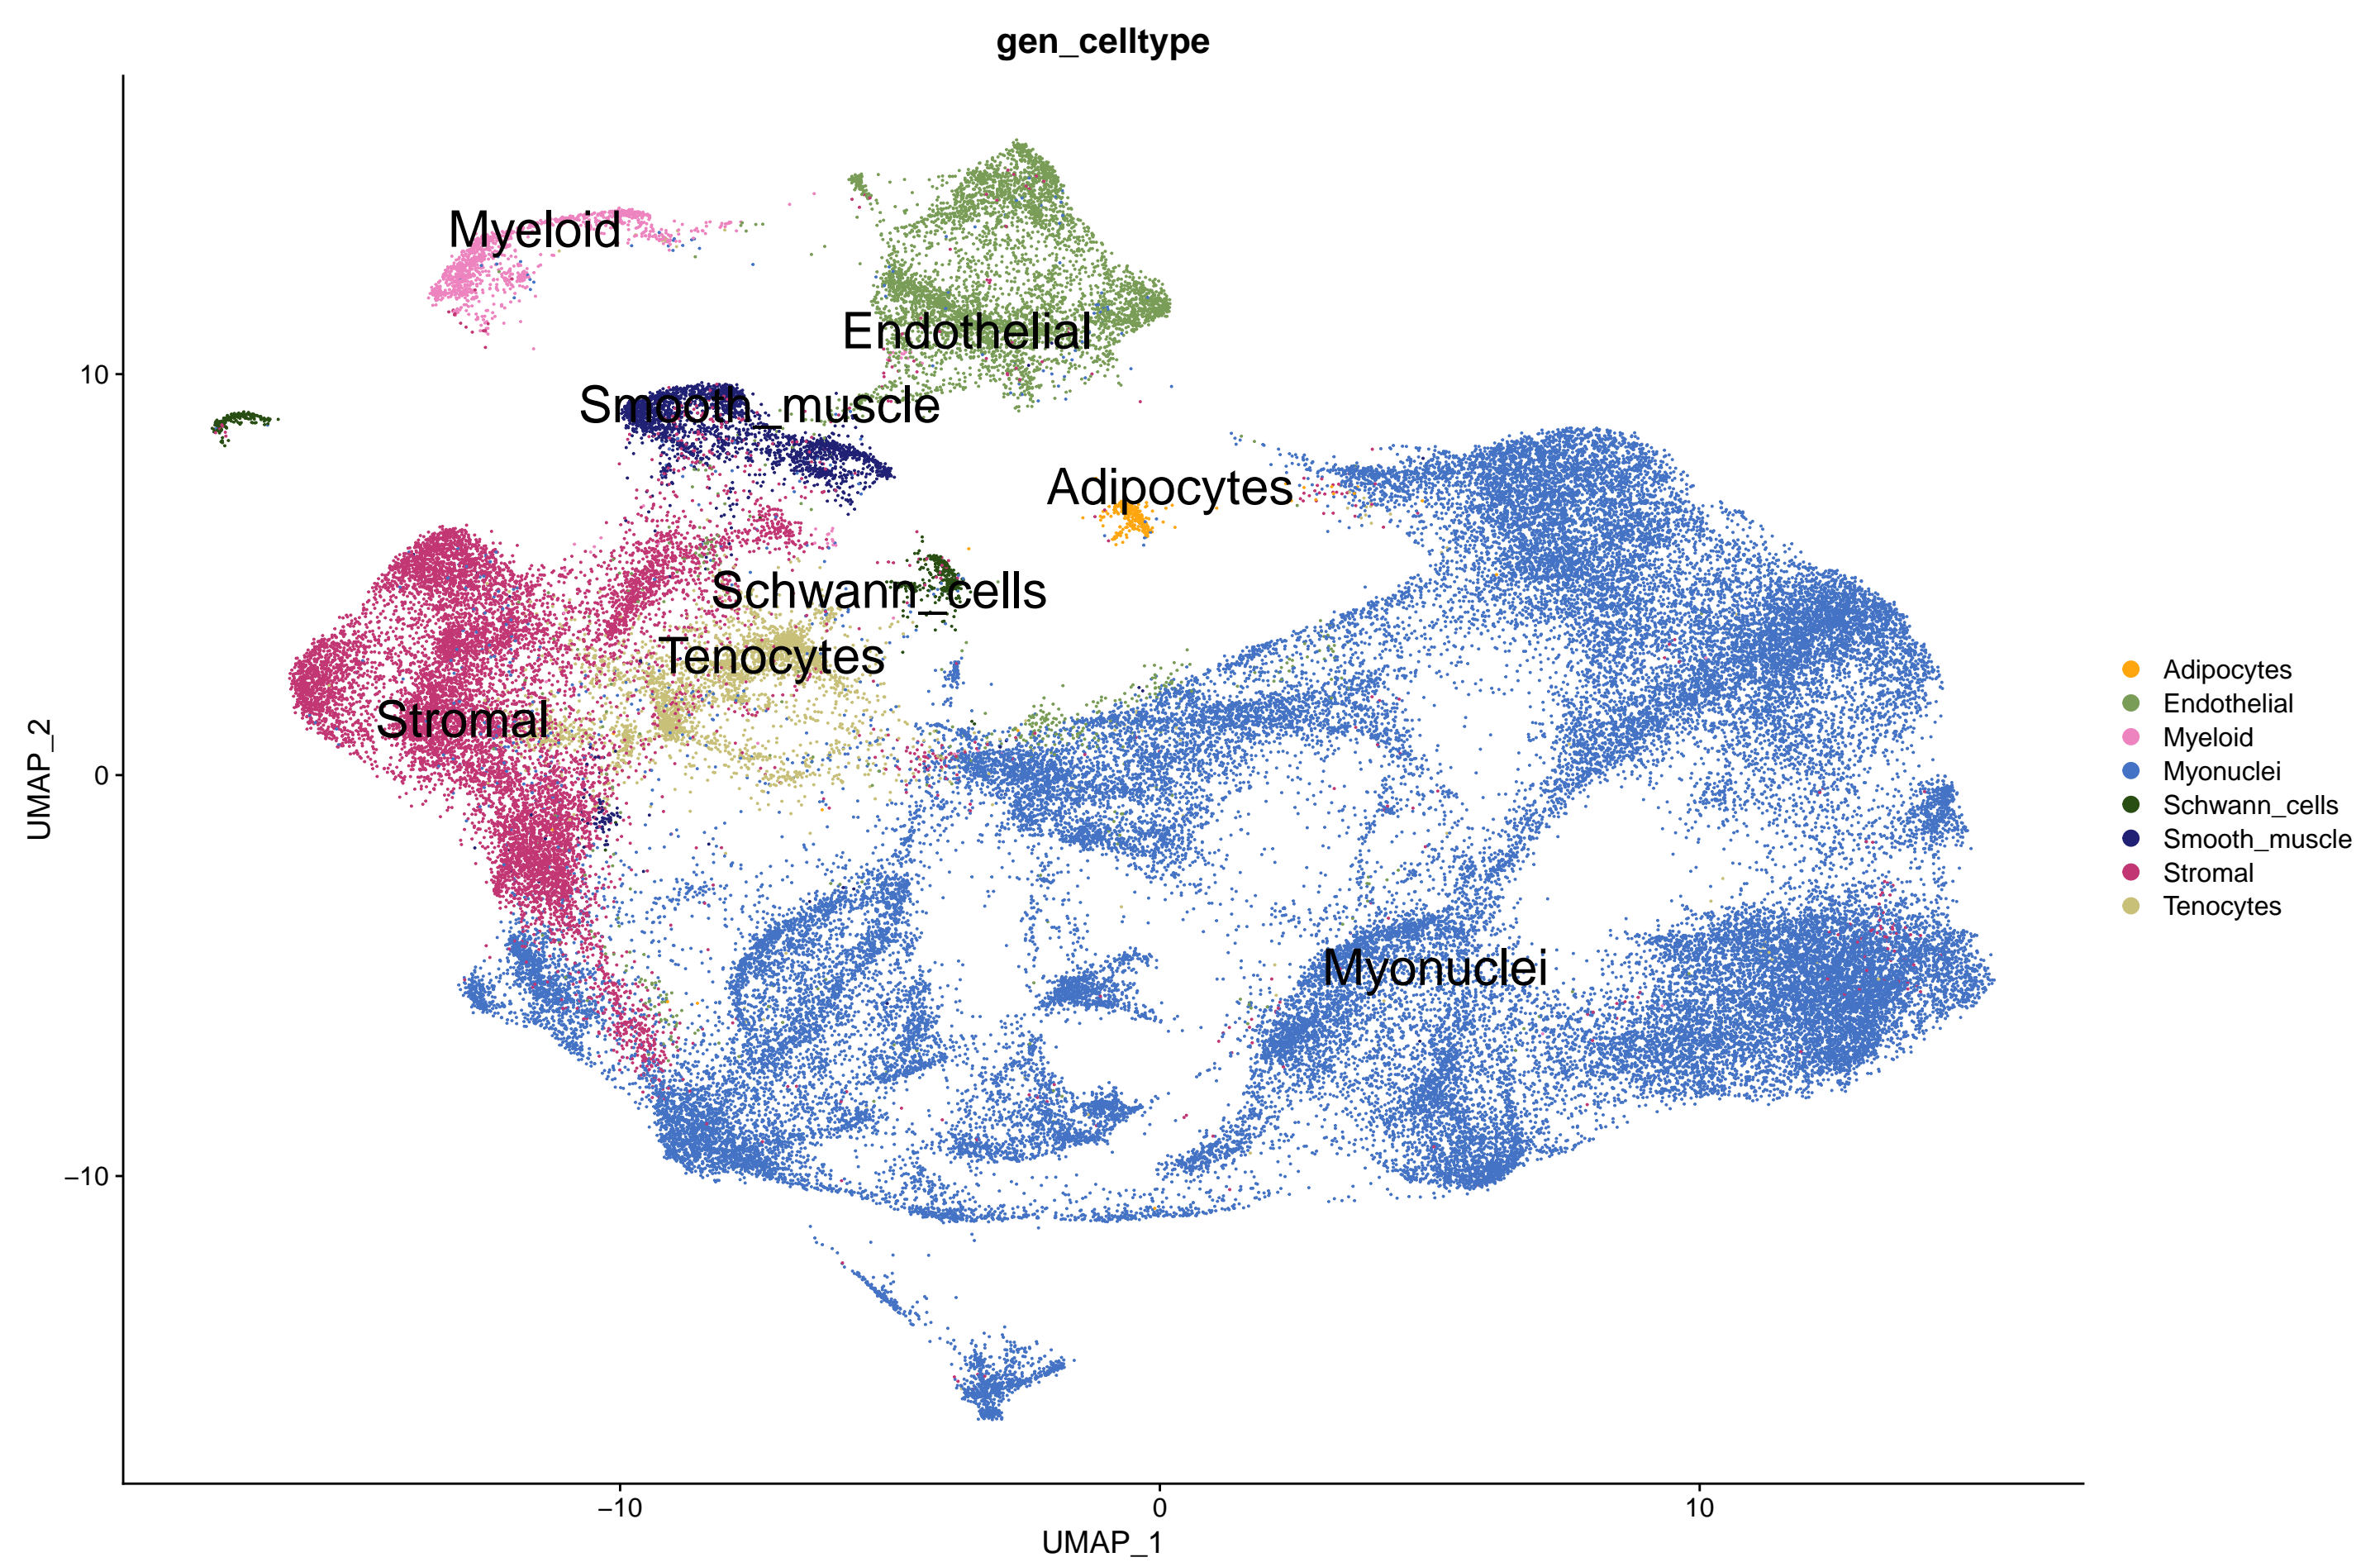 gen_celltype
Myeloid
Endothelial
Smooth_muscle
Adipocytes
Schwann_cells
Tenocytes
Stromal
Myonuclei
10
0
−10
UMAP_2
−10
0
10
UMAP_1
Adipocytes
Endothelial
Myeloid
Myonuclei
Schwann_cells
Smooth_muscle
Stromal
Tenocytes